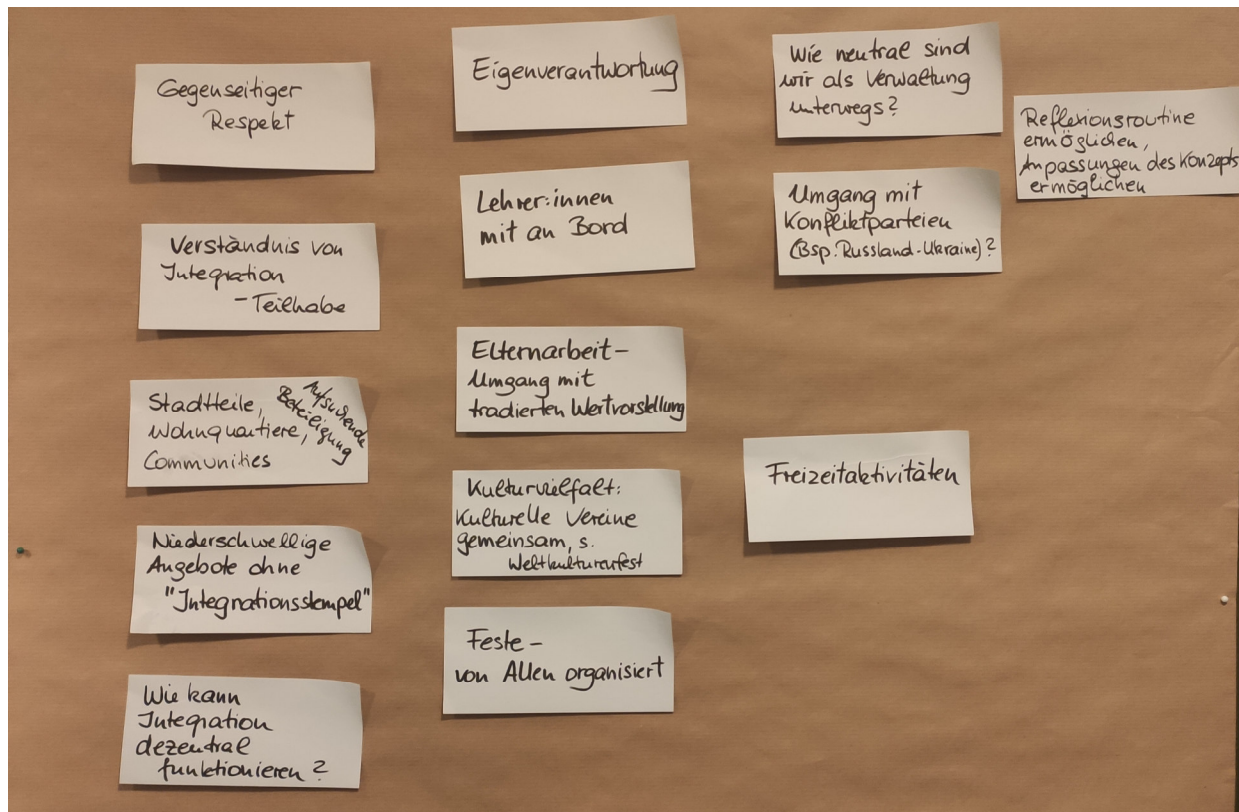 Gegenseitiger
Respekt
Verständnis von
Integration
- Teilhabe
Stadtteile,
Wohnquartiere,
Communities
Aufsuchende
Beteiligung
Niederschwellige
Angebote ohne
"Integrationsstempel"
Wie kann
Integration
dezentral
funktionieren?
Eigenverantwortung
Lehrer:innen
mit an Bord
Elternarbeit -
Umgang mit
tradierten Wertvorstellung
Kulturvielfalt:
Kulturelle Vereine
gemeinsam, s.
Weltkulturenfest
Feste -
von Allen organisiert
Wie neutral sind
wir als Verwaltung
unterwegs?
Umgang mit
Konfliktparteien
(Bsp. Russland-Ukraine)?
Freizeitaktivitäten
Reflexionsroutine
ermöglichen,
Anpassungen des Konzepts
ermöglichen